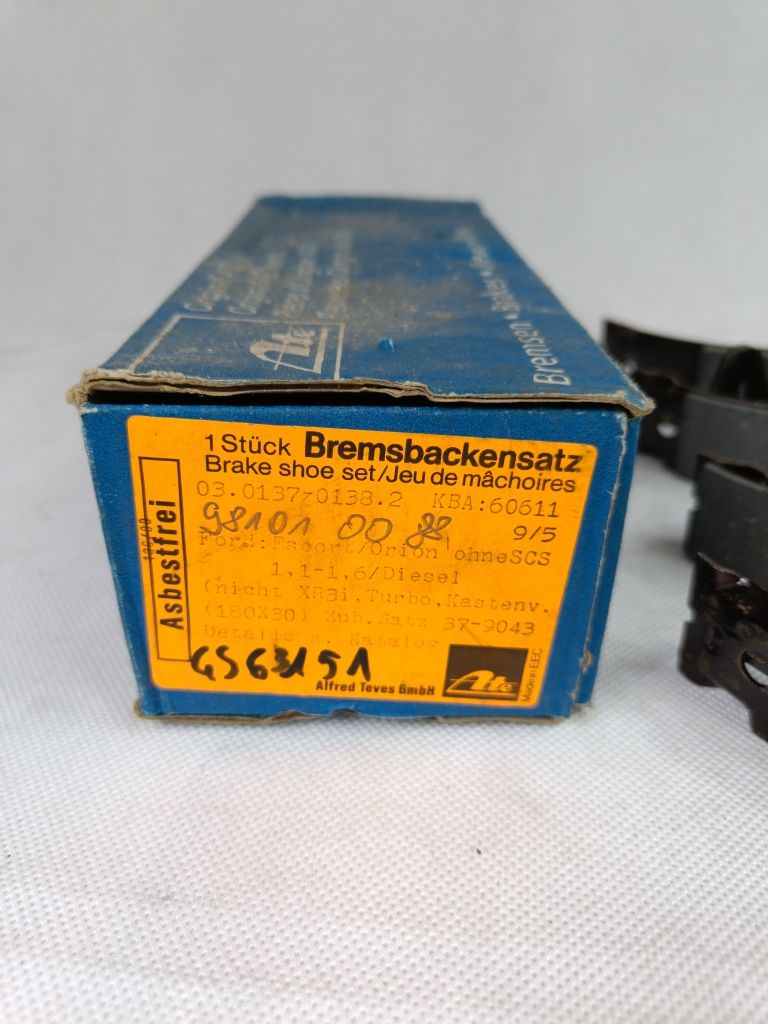 Ate
Bremsen •
1 Stück Bremsbackensatz
Brake shoe set/Jeu de mâchoires
03.0137-0138.2 KBA:60611
9/5
98101 00 88
Ford:Escort/Orion ohneSCS
1,1-1,6/Diesel
(nicht XR3i,Turbo,Kastenv.
(180X30) Zub.Satz 37-9043
Details s. Katalog
GS63151
Alfred Teves GmbH
Ate
Made in EEC
Asbestfrei